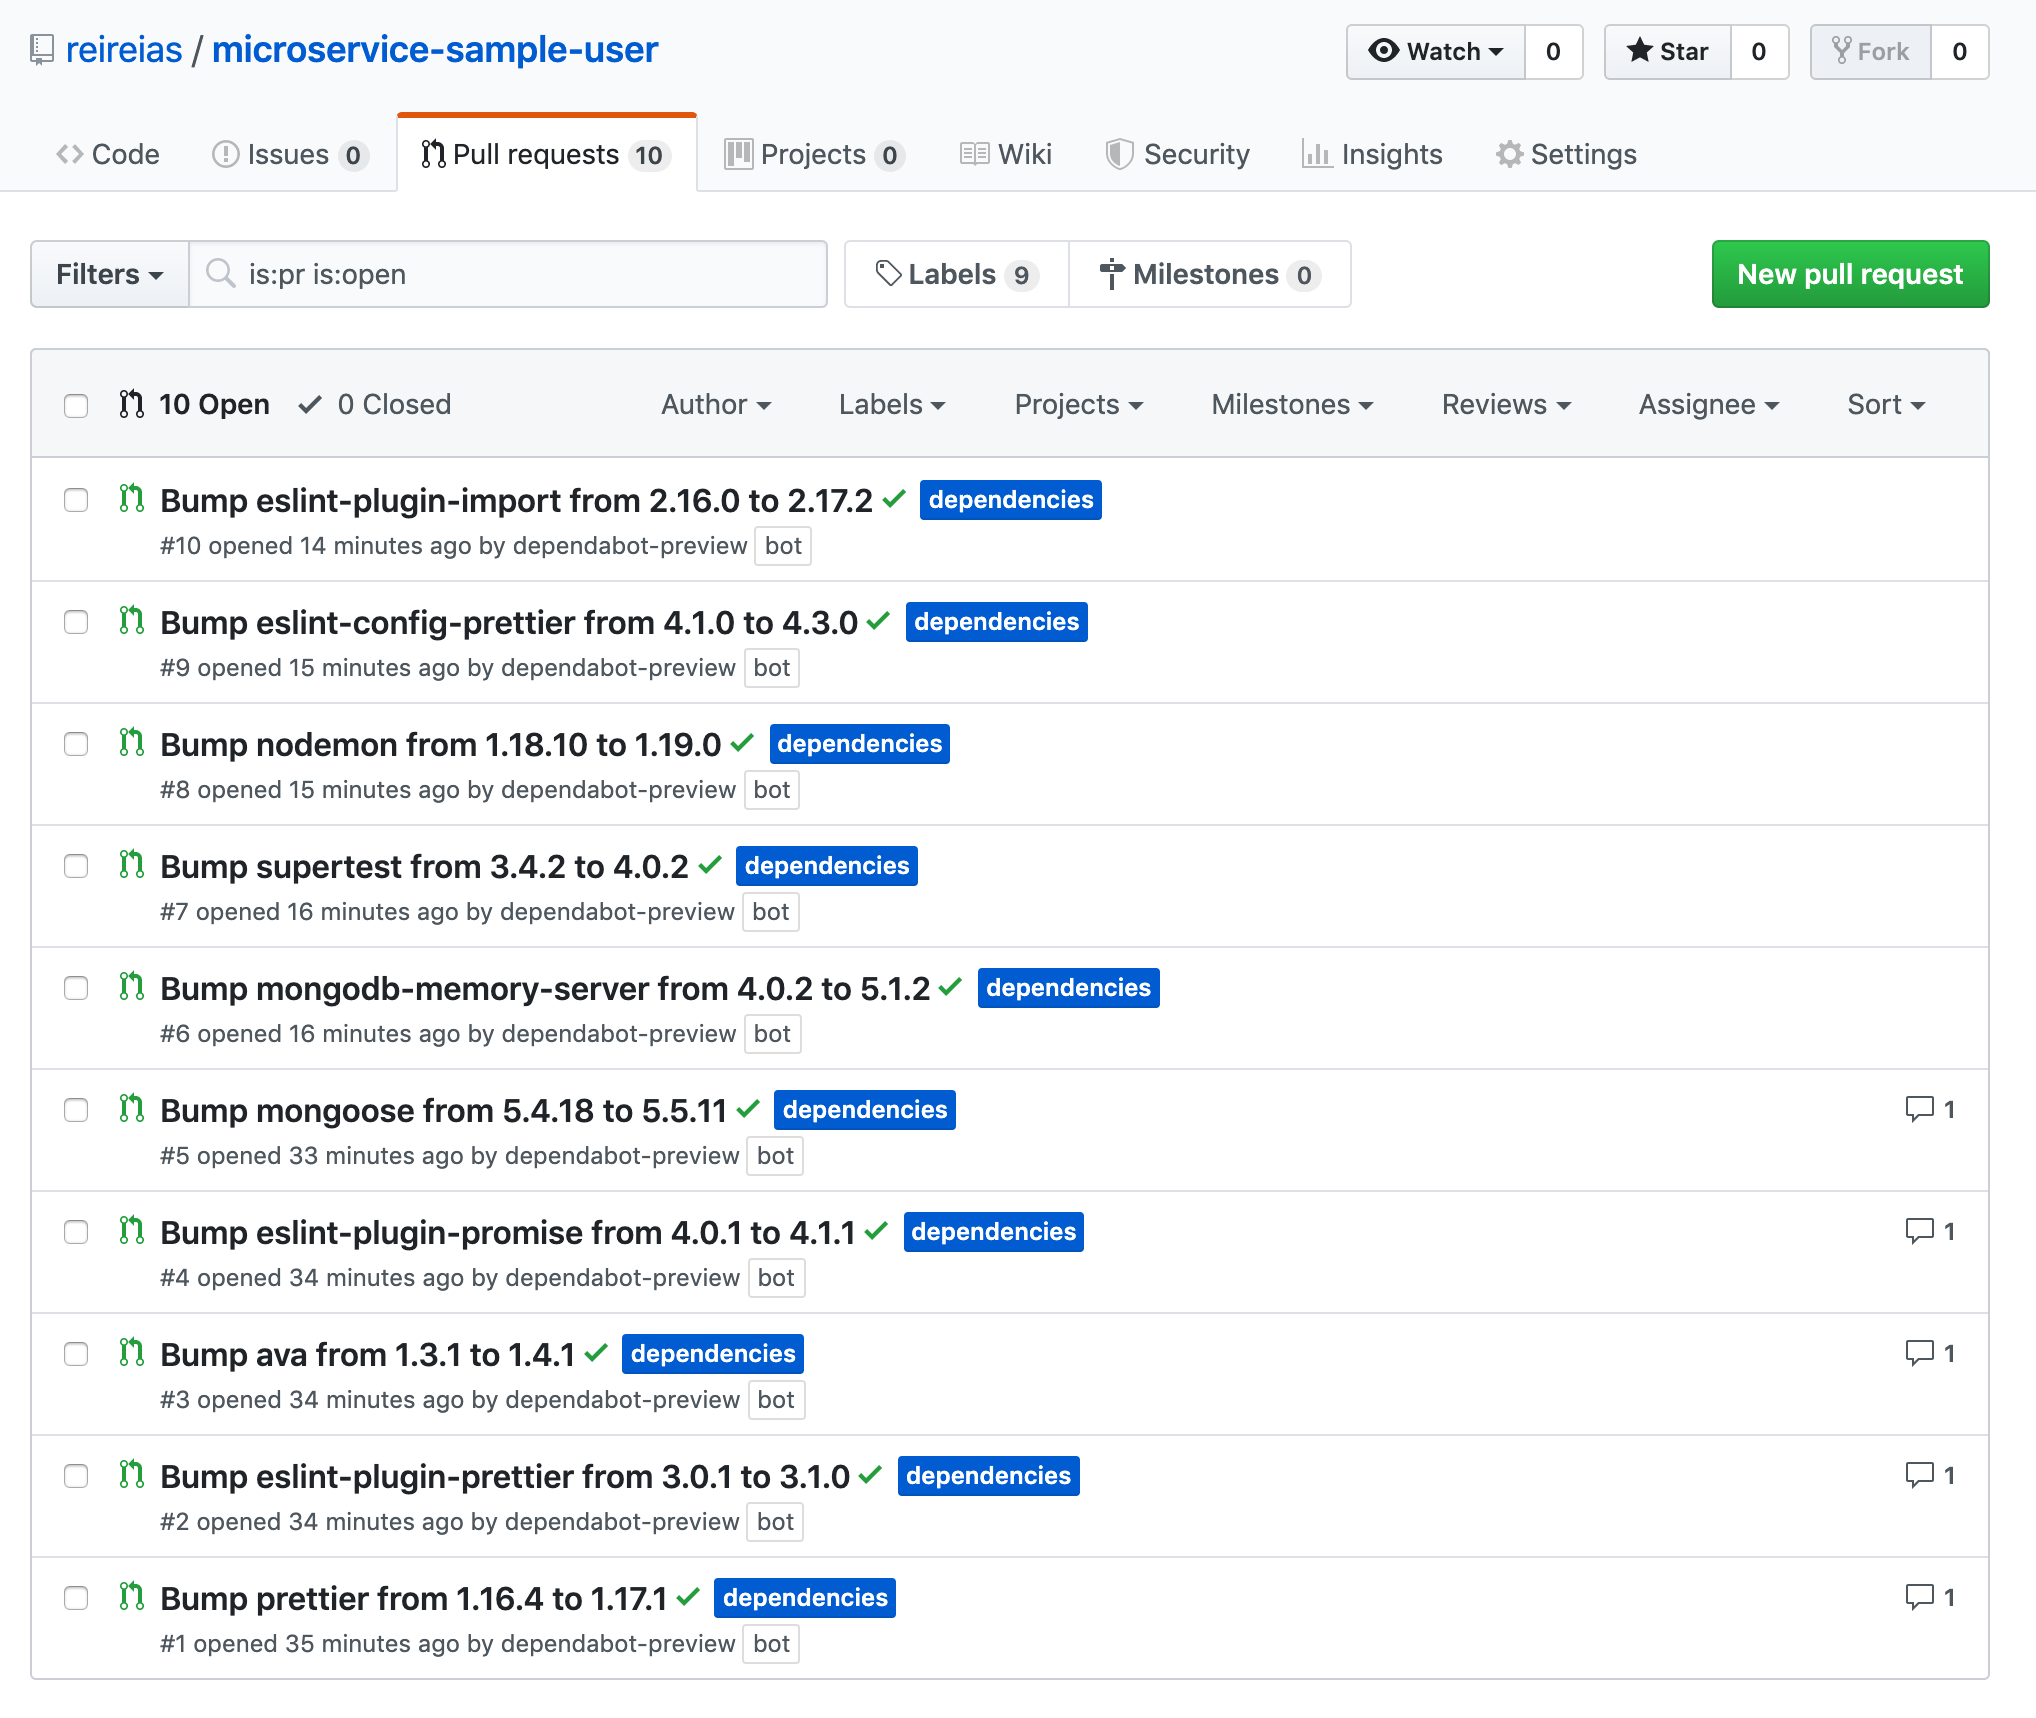 reireias / microservice-sample-user
Watch 0 Star 0 Fork 0
Code Issues 0 Pull requests 10 Projects 0 Wiki Security Insights Settings
Filters is:pr is:open Labels 9 Milestones 0 New pull request
10 Open 0 Closed Author Labels Projects Milestones Reviews Assignee Sort
Bump eslint-plugin-import from 2.16.0 to 2.17.2 dependencies
#10 opened 14 minutes ago by dependabot-preview bot
Bump eslint-config-prettier from 4.1.0 to 4.3.0 dependencies
#9 opened 15 minutes ago by dependabot-preview bot
Bump nodemon from 1.18.10 to 1.19.0 dependencies
#8 opened 15 minutes ago by dependabot-preview bot
Bump supertest from 3.4.2 to 4.0.2 dependencies
#7 opened 16 minutes ago by dependabot-preview bot
Bump mongodb-memory-server from 4.0.2 to 5.1.2 dependencies
#6 opened 16 minutes ago by dependabot-preview bot
Bump mongoose from 5.4.18 to 5.5.11 dependencies 1
#5 opened 33 minutes ago by dependabot-preview bot
Bump eslint-plugin-promise from 4.0.1 to 4.1.1 dependencies 1
#4 opened 34 minutes ago by dependabot-preview bot
Bump ava from 1.3.1 to 1.4.1 dependencies 1
#3 opened 34 minutes ago by dependabot-preview bot
Bump eslint-plugin-prettier from 3.0.1 to 3.1.0 dependencies 1
#2 opened 34 minutes ago by dependabot-preview bot
Bump prettier from 1.16.4 to 1.17.1 dependencies 1
#1 opened 35 minutes ago by dependabot-preview bot